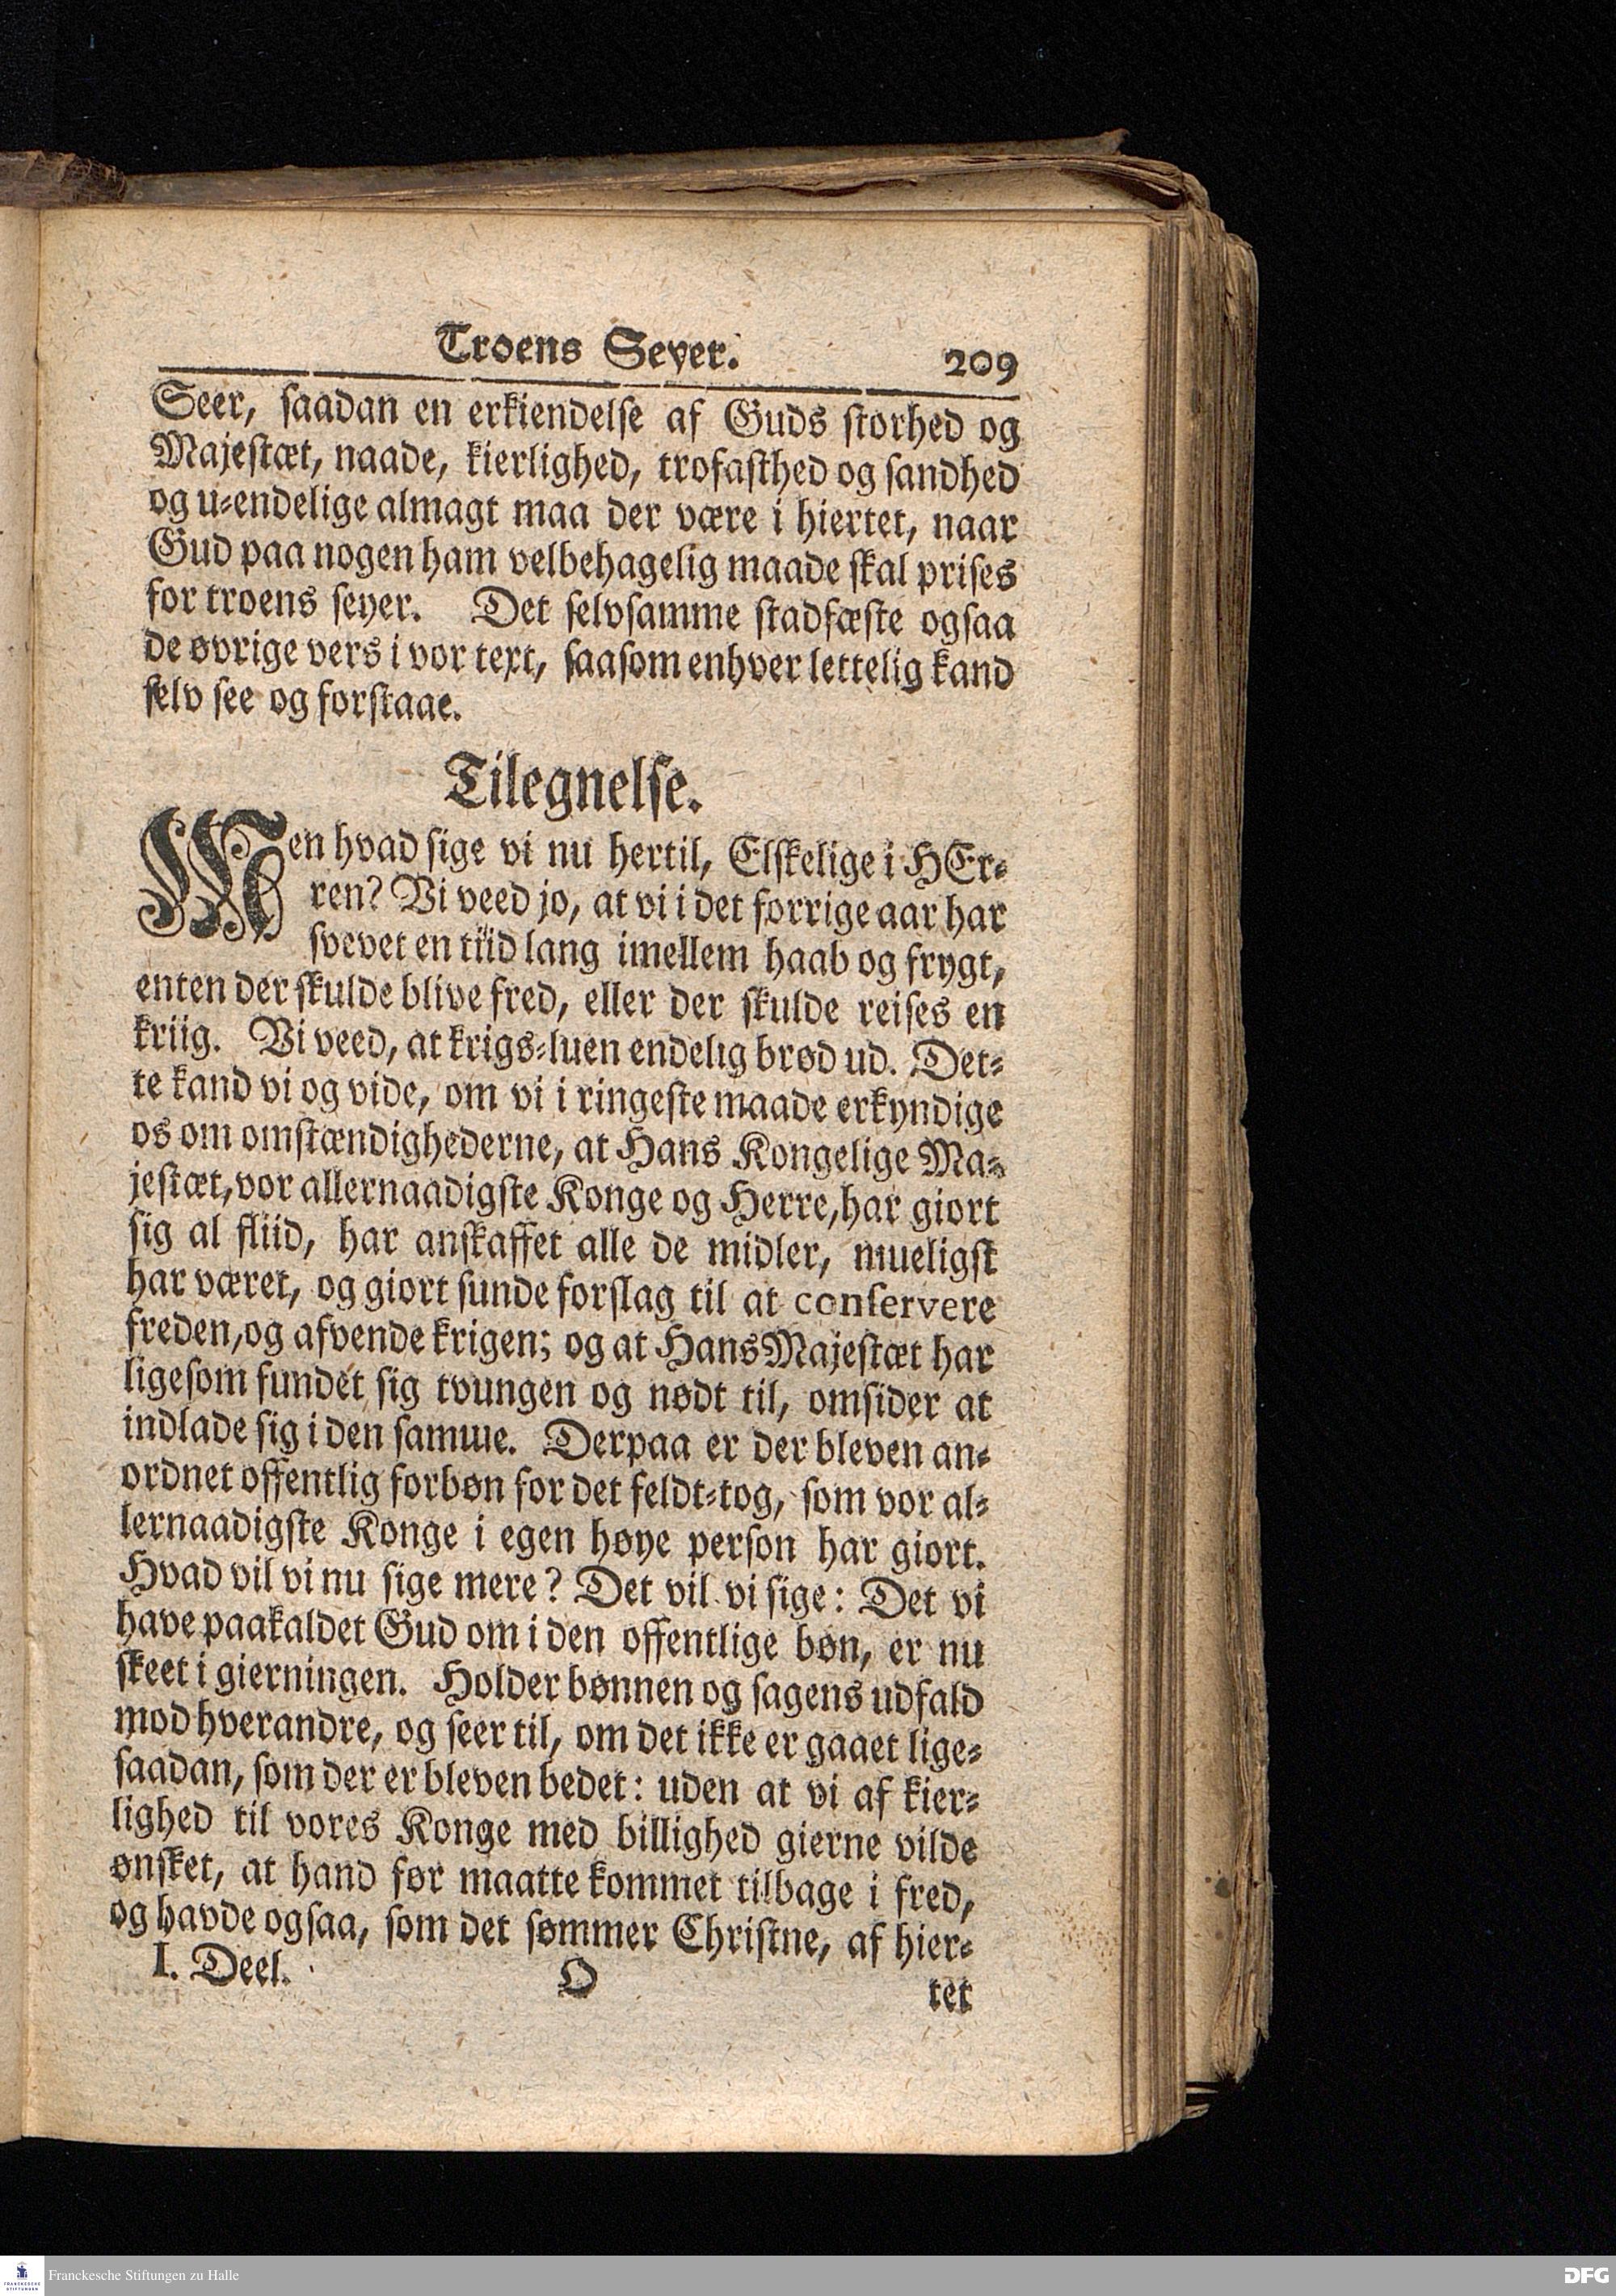 Troens Seyer. 209
Seer, saadan en erkiendelse af Guds storhed og
Majestæt, naade, kierlighed, trofasthed og sandhed
og u-endelige almagt maa der være i hiertet, naar
Gud paa nogen ham velbehagelig maade skal prises
for troens seyer. Det selvsamme stadfæste ogsaa
de øvrige vers i vor text, saasom enhver lettelig kand
selv see og forstaae.
Tilegnelse.
Men hvad sige vi nu hertil, Elskelige i HEr-
ren? Vi veed jo, at vi i det forrige aar har
svevet en tiid lang imellem haab og frygt,
enten der skulde blive fred, eller der skulde reises en
kriig. Vi veed, at krigs-luen endelig brød ud. Det-
te kand vi og vide, om vi i ringeste maade erkyndige
os om omstændighederne, at Hans Kongelige Ma-
jestæt, vor allernaadigste Konge og Herre, har giort
sig al fliid, har anskaffet alle de midler, mueligst
har været, og giort sunde forslag til at conservere
freden, og afvende krigen; og at Hans Majestæt har
ligesom fundet sig tvungen og nødt til, omsider at
indlade sig i den samme. Derpaa er der bleven an-
ordnet offentlig forbøn for det feldt-tog, som vor al-
lernaadigste Konge i egen høye person har giort.
Hvad vil vi nu sige mere? Det vil vi sige: Det vi
have paakaldet Gud om i den offentlige bøn, er nu
skeet i gierningen. Holder bønnen og sagens udfald
mod hverandre, og seer til, om det ikke er gaaet lige-
saadan, som der er bleven bedet: uden at vi af kier-
lighed til vores Konge med billighed gierne vilde
ønsket, at hand før maatte kommet tilbage i fred,
og havde ogsaa, som det sømmer Christne, af hier-
I. Deel. O tet
Franckesche Stiftungen zu Halle
DFG